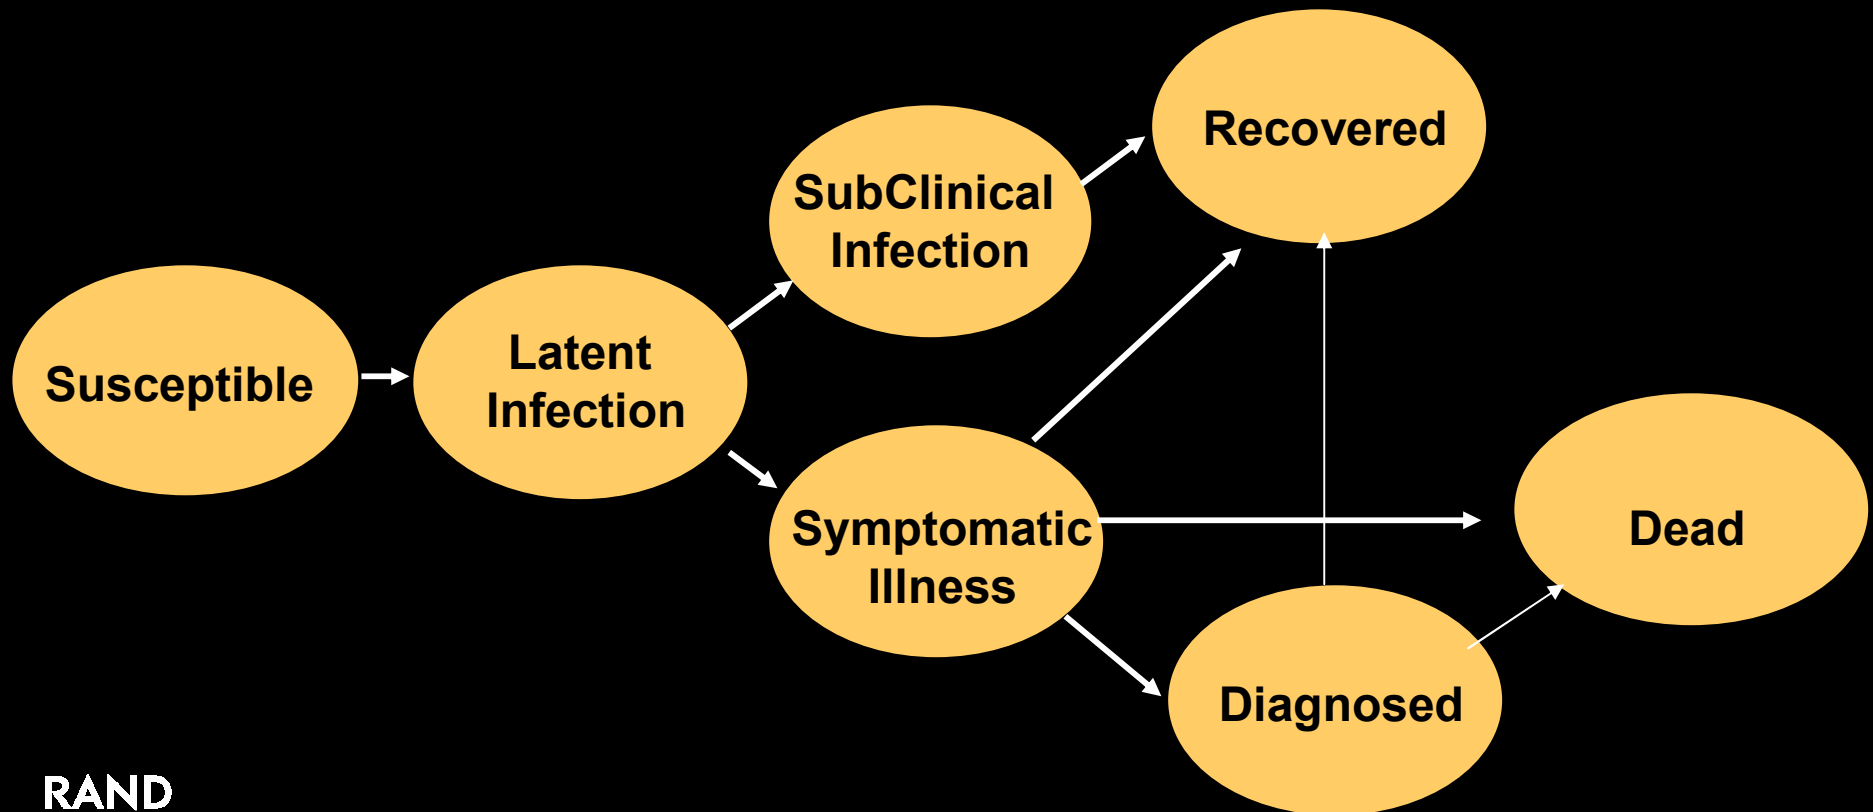 Recovered
SubClinical
Infection
Latent
Infection
Susceptible
Symptomatic
Illness
Dead
Diagnosed
RAND